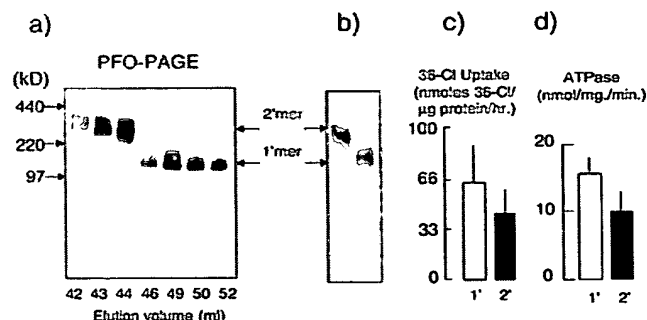 a)
PFO-PAGE
(kD)
440
220
97
42 43 44 46 49 50 52
Elution volume (ml)
b)
2'mer
1'mer
c)
36-Cl Uptake
(nmoles 36-Cl/
µg protein/hr.)
100
66
33
0
1' 2'
d)
ATPase
(nmol/mg./min.)
20
10
0
1' 2'